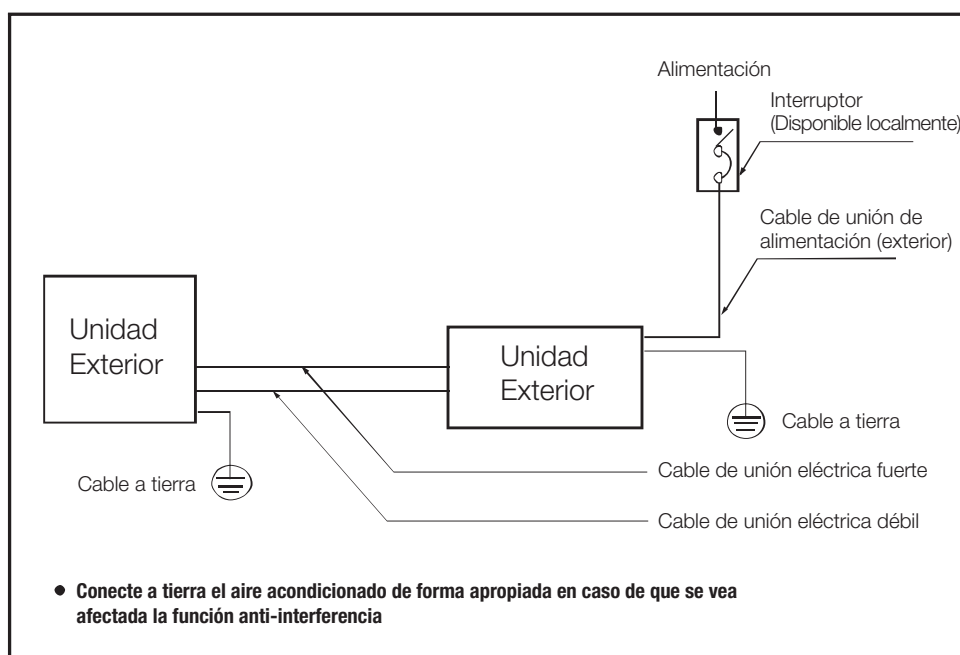 Alimentación
Interruptor
(Disponible localmente)
Cable de unión de
alimentación (exterior)
Unidad
Exterior
Unidad
Exterior
Cable a tierra
Cable a tierra
Cable de unión eléctrica fuerte
Cable de unión eléctrica débil
● Conecte a tierra el aire acondicionado de forma apropiada en caso de que se vea
afectada la función anti-interferencia